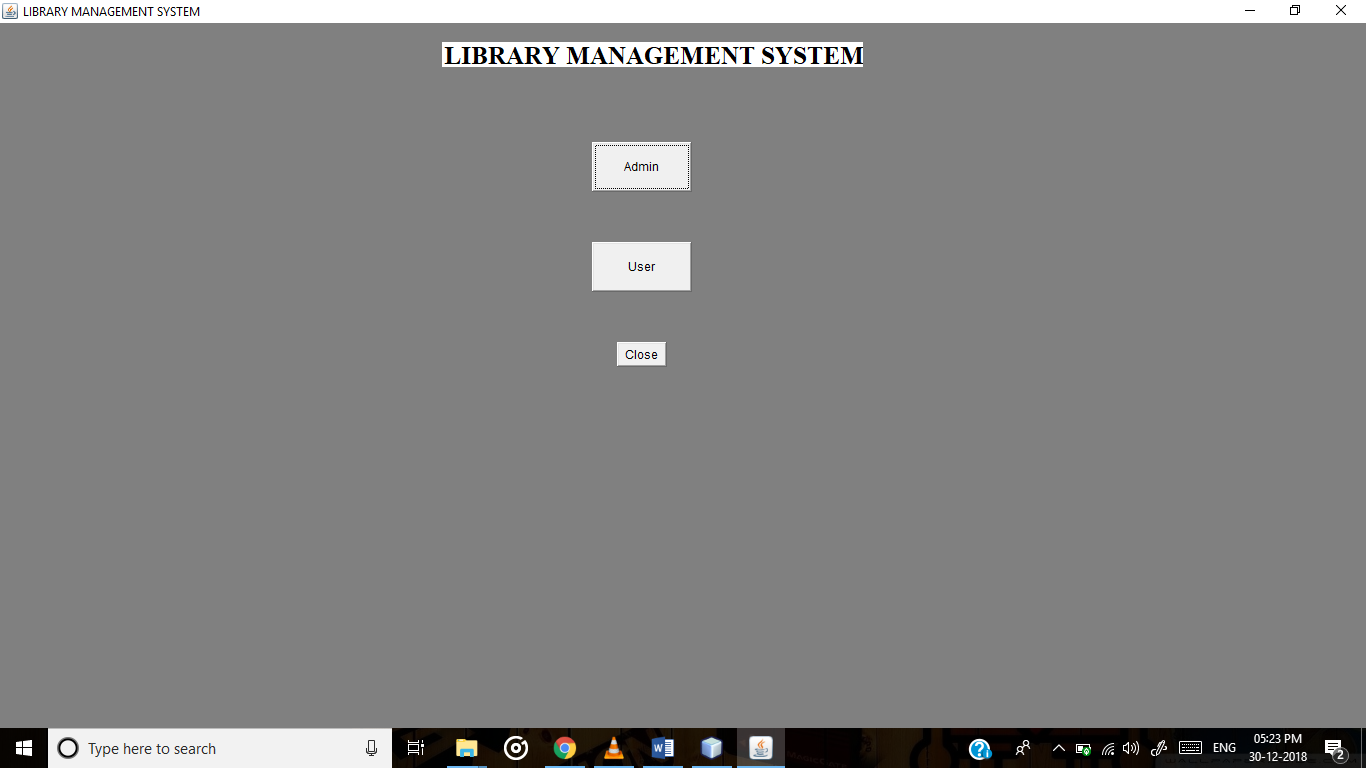 LIBRARY MANAGEMENT SYSTEM
LIBRARY MANAGEMENT SYSTEM
Admin
User
Close
Type here to search
ENG
05:23 PM
30-12-2018
2